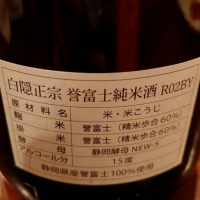 白隠正宗 誉富士純米酒 R02BY
原材料名 米・米こうじ
麹米 誉富士（精米歩合60%）
掛米 誉富士（精米歩合60%）
酵母 静岡酵母 NEW-5
アルコール分 15度
静岡県産誉富士100%使用